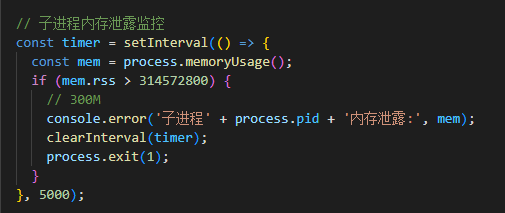 // 子进程内存泄露监控
const timer = setInterval(() => {
  const mem = process.memoryUsage();
  if (mem.rss > 314572800) {
    // 300M
    console.error('子进程' + process.pid + '内存泄露:', mem);
    clearInterval(timer);
    process.exit(1);
  }
}, 5000);